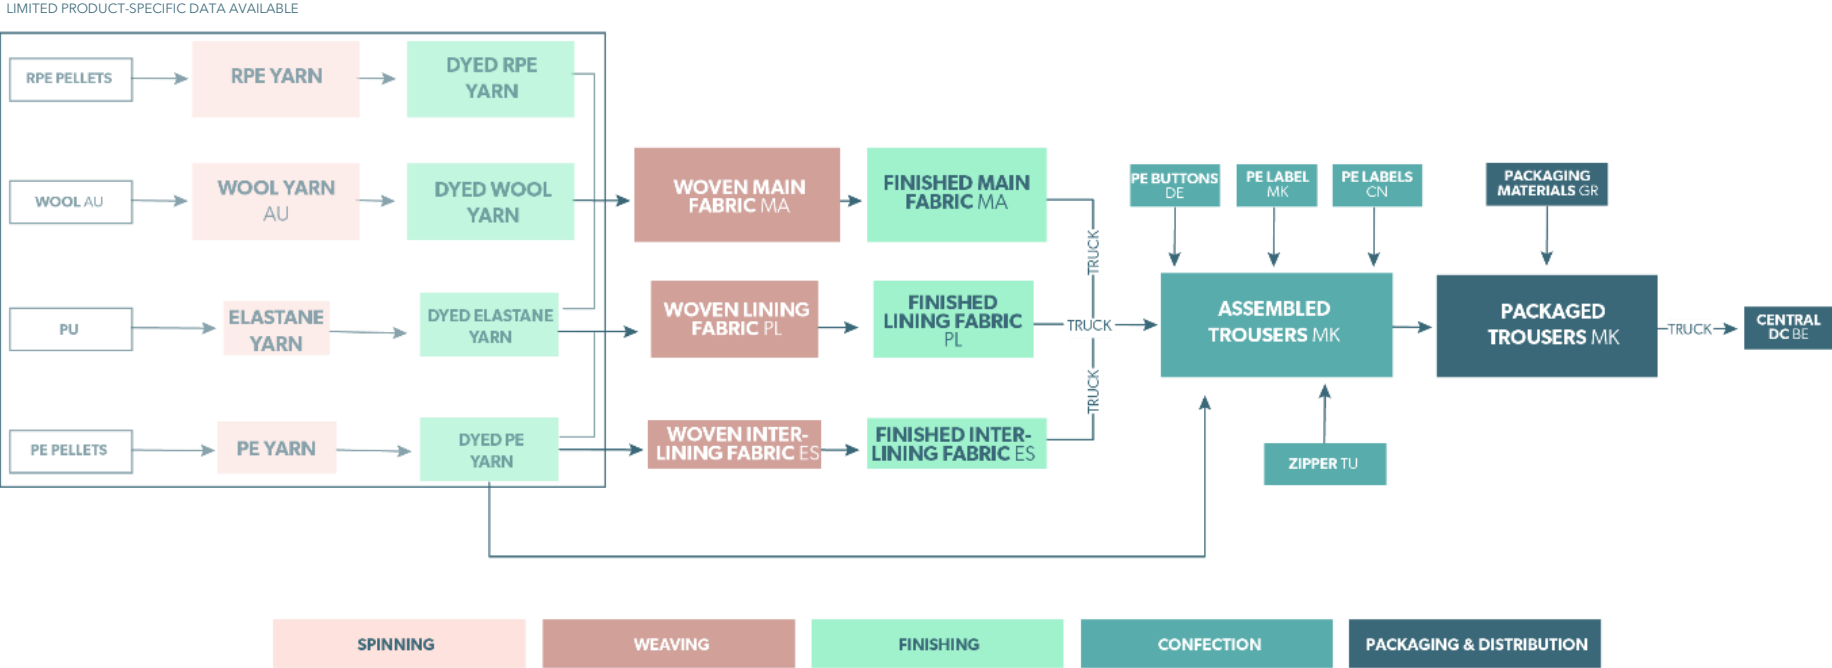 LIMITED PRODUCT-SPECIFIC DATA AVAILABLE
RPE PELLETS
RPE YARN
DYED RPE
YARN
WOOL AU
WOOL YARN
AU
DYED WOOL
YARN
PU
ELASTANE
YARN
DYED ELASTANE
YARN
PE PELLETS
PE YARN
DYED PE
YARN
WOVEN MAIN
FABRIC MA
FINISHED MAIN
FABRIC MA
WOVEN LINING
FABRIC PL
FINISHED
LINING FABRIC
PL
WOVEN INTER-
LINING FABRIC ES
FINISHED INTER-
LINING FABRIC ES
TRUCK
TRUCK
TRUCK
PE BUTTONS
DE
PE LABEL
MK
PE LABELS
CN
PACKAGING
MATERIALS GR
ASSEMBLED
TROUSERS MK
PACKAGED
TROUSERS MK
TRUCK
CENTRAL
DC BE
ZIPPER TU
SPINNING
WEAVING
FINISHING
CONFECTION
PACKAGING & DISTRIBUTION